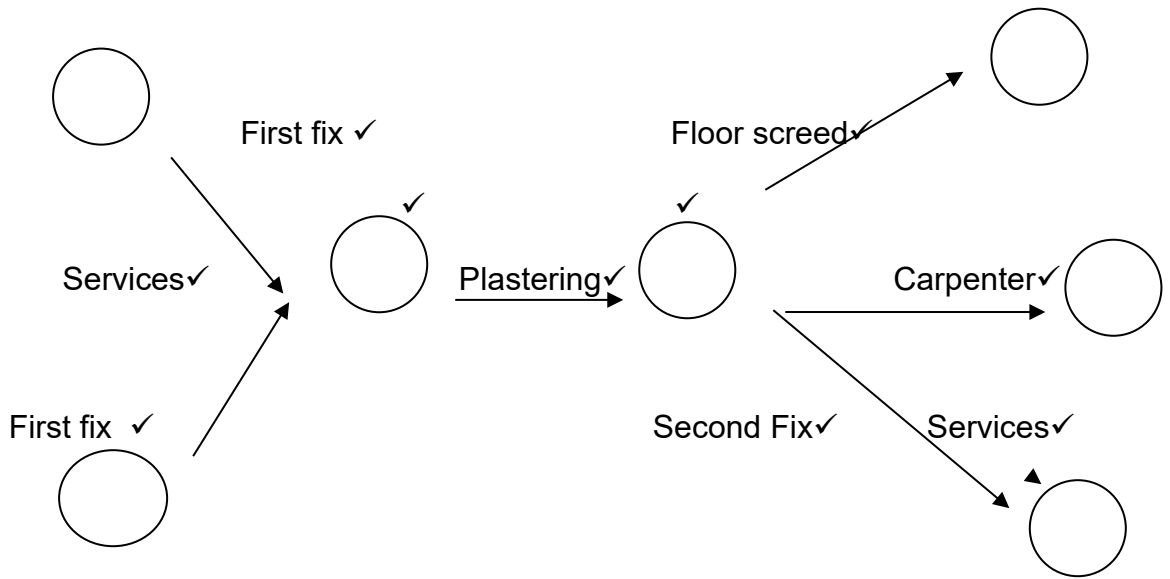 First fix ✓
Floor screed✓
✓
✓
Services✓
Plastering✓
Carpenter✓
First fix ✓
Second Fix✓
Services✓